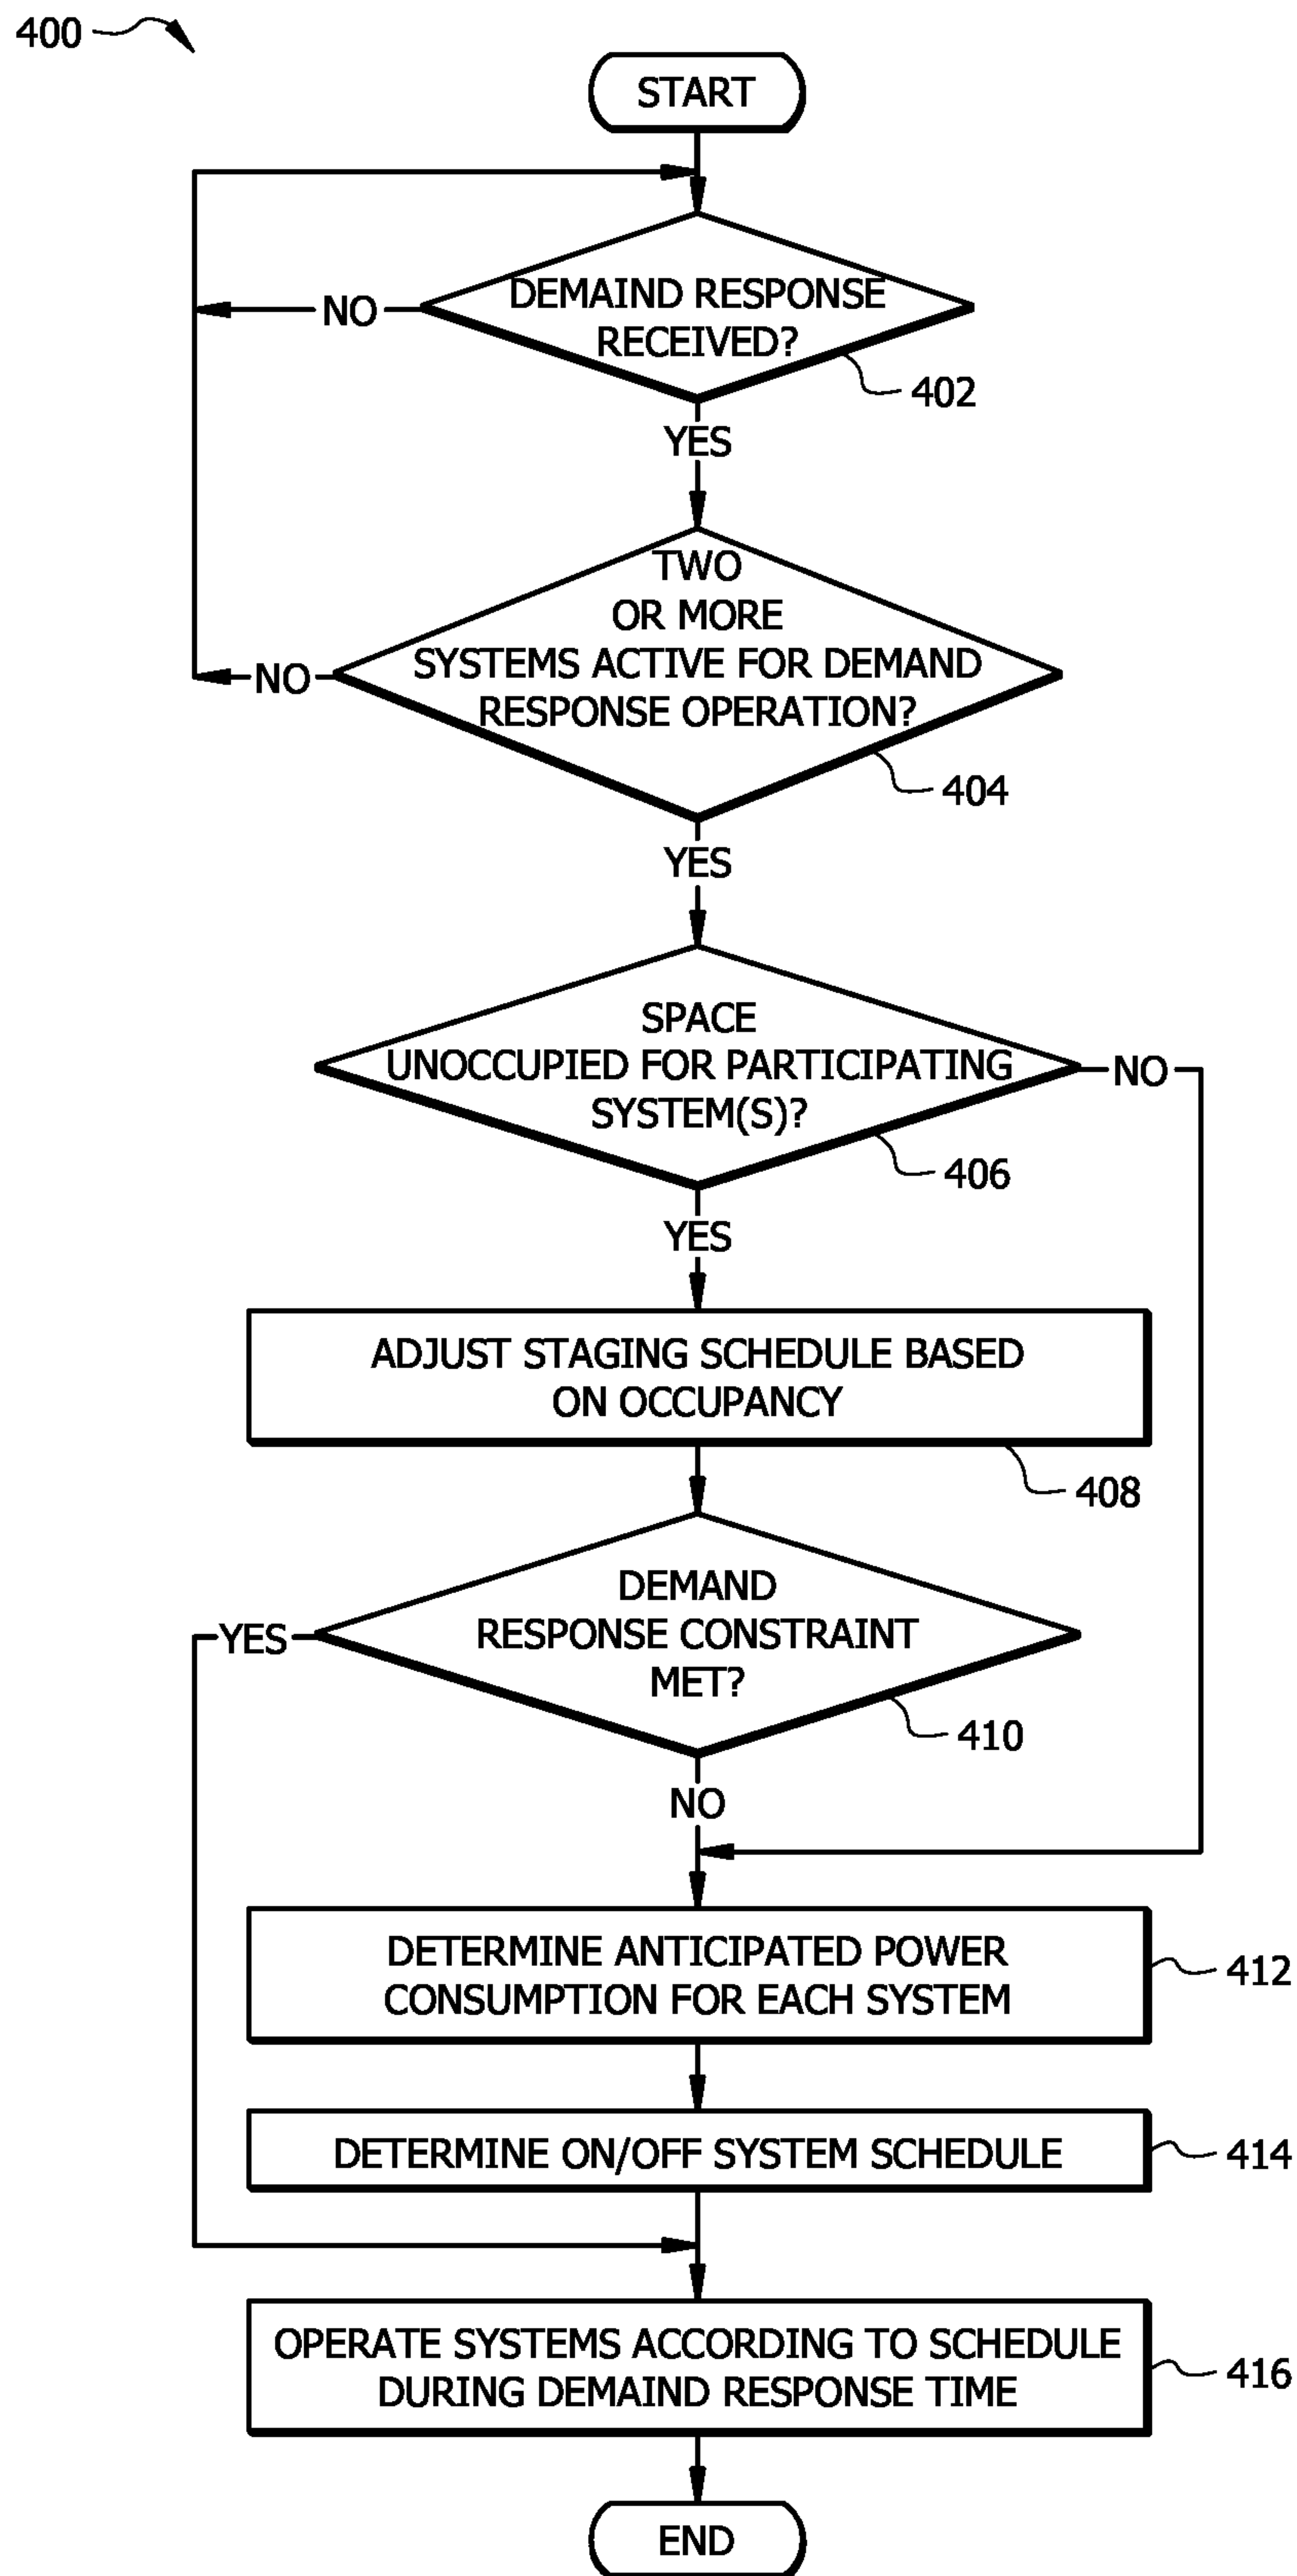 400
START
DEMAIND RESPONSE
RECEIVED?
NO
402
YES
TWO
OR MORE
SYSTEMS ACTIVE FOR DEMAND
RESPONSE OPERATION?
NO
404
YES
SPACE
UNOCCUPIED FOR PARTICIPATING
SYSTEM(S)?
NO
406
YES
ADJUST STAGING SCHEDULE BASED
ON OCCUPANCY
408
DEMAND
RESPONSE CONSTRAINT
MET?
YES
410
NO
DETERMINE ANTICIPATED POWER
CONSUMPTION FOR EACH SYSTEM
412
DETERMINE ON/OFF SYSTEM SCHEDULE
414
OPERATE SYSTEMS ACCORDING TO SCHEDULE
DURING DEMAIND RESPONSE TIME
416
END